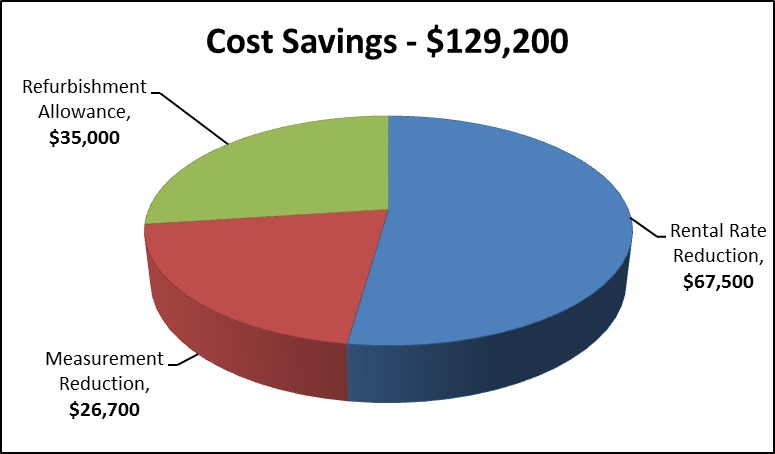 Cost Savings - $129,200
Refurbishment
Allowance,
$35,000
Rental Rate
Reduction,
$67,500
Measurement
Reduction,
$26,700